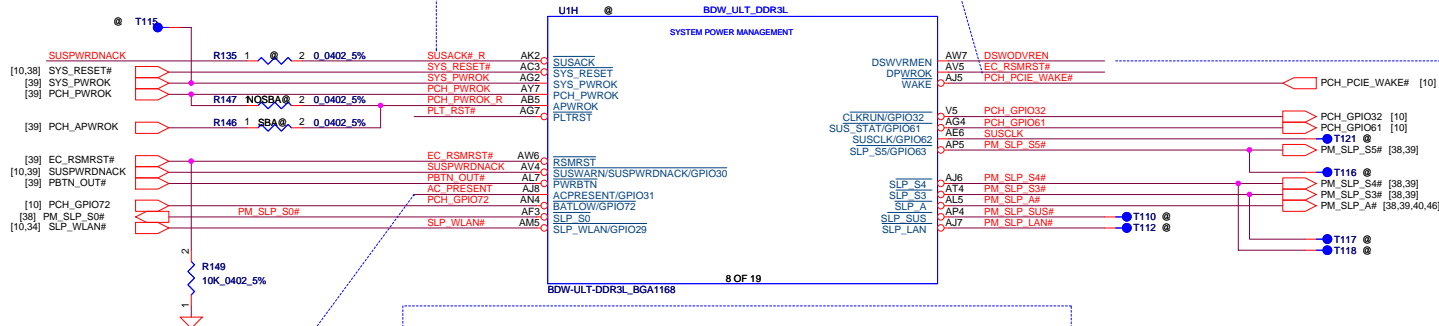 U1H @ BDW_ULT_DDR3L
SYSTEM POWER MANAGEMENT
@ T115
SUSPWRDNACK R135 1 @ 2 0_0402_5% SUSACK#_R AK2 SUSACK
[10,38] SYS_RESET# SYS_RESET# AC3 SYS_RESET
[39] SYS_PWROK SYS_PWROK AG2 SYS_PWROK
[39] PCH_PWROK PCH_PWROK AY7 PCH_PWROK
R147 1 NOSBA@ 2 0_0402_5% PCH_PWROK_R AB5 APWROK
PLT_RST# AG7 PLTRST
[39] PCH_APWROK R146 1 SBA@ 2 0_0402_5%
[39] EC_RSMRST# EC_RSMRST# AW6 RSMRST
[10,39] SUSPWRDNACK SUSPWRDNACK AV4 SUSWARN/SUSPWRDNACK/GPIO30
[39] PBTN_OUT# PBTN_OUT# AL7 PWRBTN
AC_PRESENT AJ8 ACPRESENT/GPIO31
[10] PCH_GPIO72 PCH_GPIO72 AN4 BATLOW/GPIO72
[38] PM_SLP_S0# PM_SLP_S0# AF3 SLP_S0
[10,34] SLP_WLAN# SLP_WLAN# AM5 SLP_WLAN/GPIO29
2
R149
10K_0402_5%
1
DSWVRMEN AW7 DSWODVREN
DPWROK AV5 EC_RSMRST#
WAKE AJ5 PCH_PCIE_WAKE# PCH_PCIE_WAKE# [10]
CLKRUN/GPIO32 V5 PCH_GPIO32 PCH_GPIO32 [10]
SUS_STAT/GPIO61 AG4 PCH_GPIO61 PCH_GPIO61 [10]
SUSCLK/GPIO62 AE6 SUSCLK T121 @
SLP_S5/GPIO63 AP5 PM_SLP_S5# PM_SLP_S5# [38,39]
T116 @
SLP_S4 AJ6 PM_SLP_S4# PM_SLP_S4# [38,39]
SLP_S3 AT4 PM_SLP_S3# PM_SLP_S3# [38,39]
SLP_A AL5 PM_SLP_A# PM_SLP_A# [38,39,40,46]
SLP_SUS AP4 PM_SLP_SUS# T110 @
SLP_LAN AJ7 PM_SLP_LAN# T112 @
T117 @
T118 @
8 OF 19
BDW-ULT-DDR3L_BGA1168